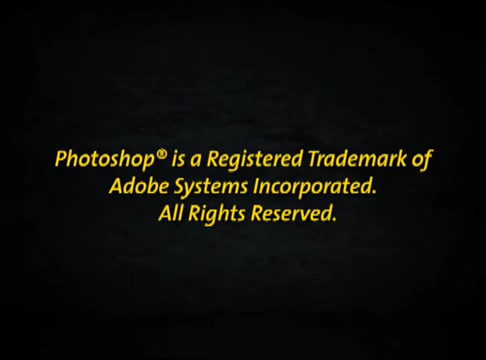 Photoshop® is a Registered Trademark of
Adobe Systems Incorporated.
All Rights Reserved.